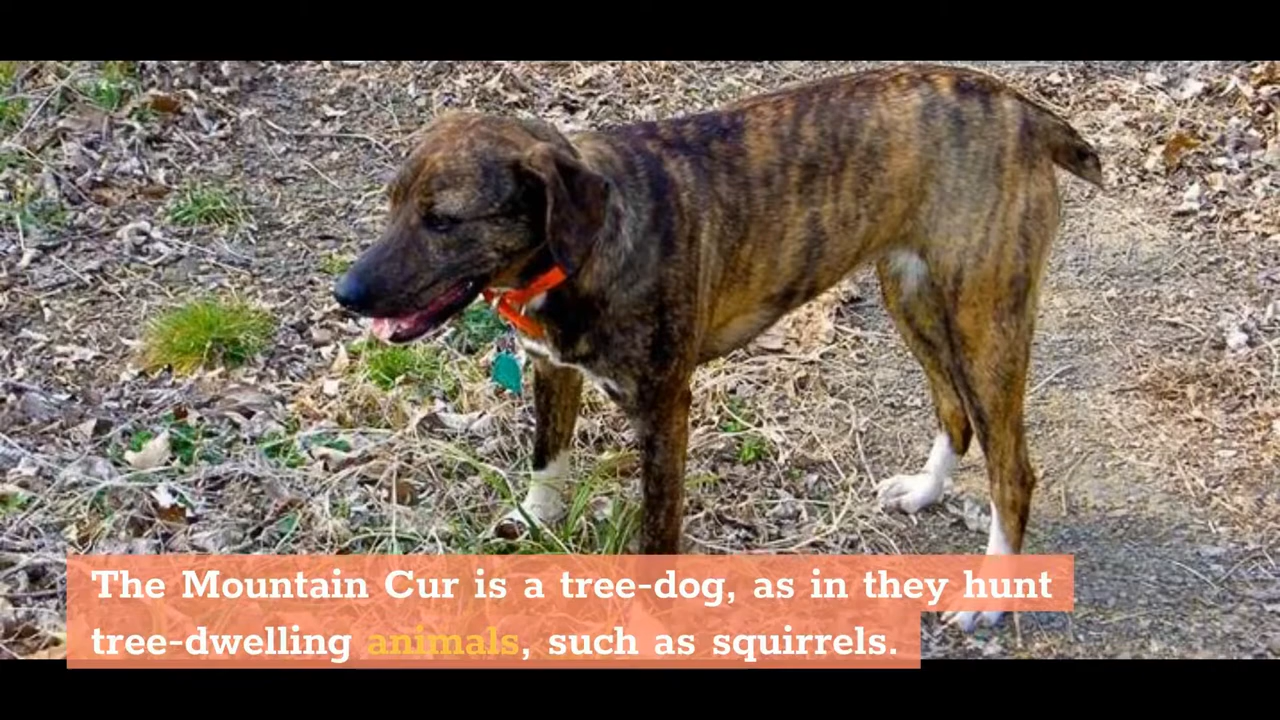 The Mountain Cur is a tree-dog, as in they hunt
tree-dwelling animals, such as squirrels.